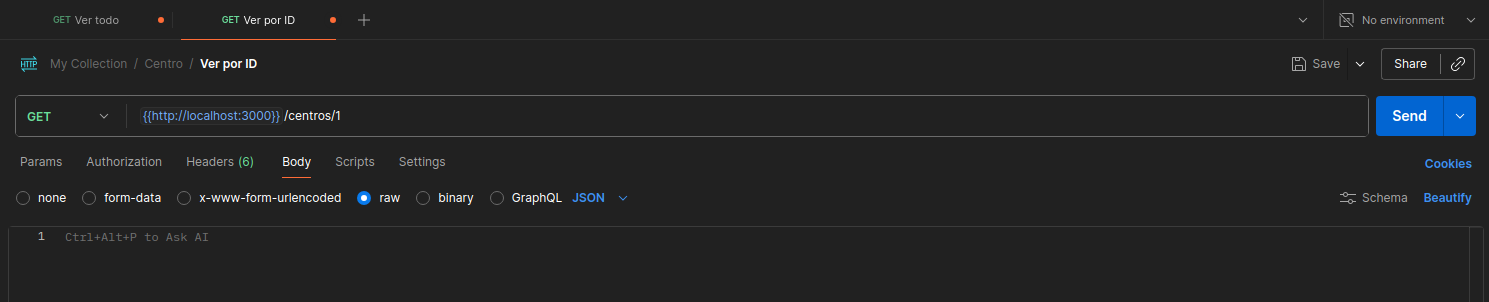 GET Ver todo GET Ver por ID No environment
HTTP My Collection / Centro / Ver por ID Save Share
GET {{http://localhost:3000}} /centros/1 Send
Params Authorization Headers (6) Body Scripts Settings Cookies
none form-data x-www-form-urlencoded raw binary GraphQL JSON Schema Beautify
1 Ctrl+Alt+P to Ask AI